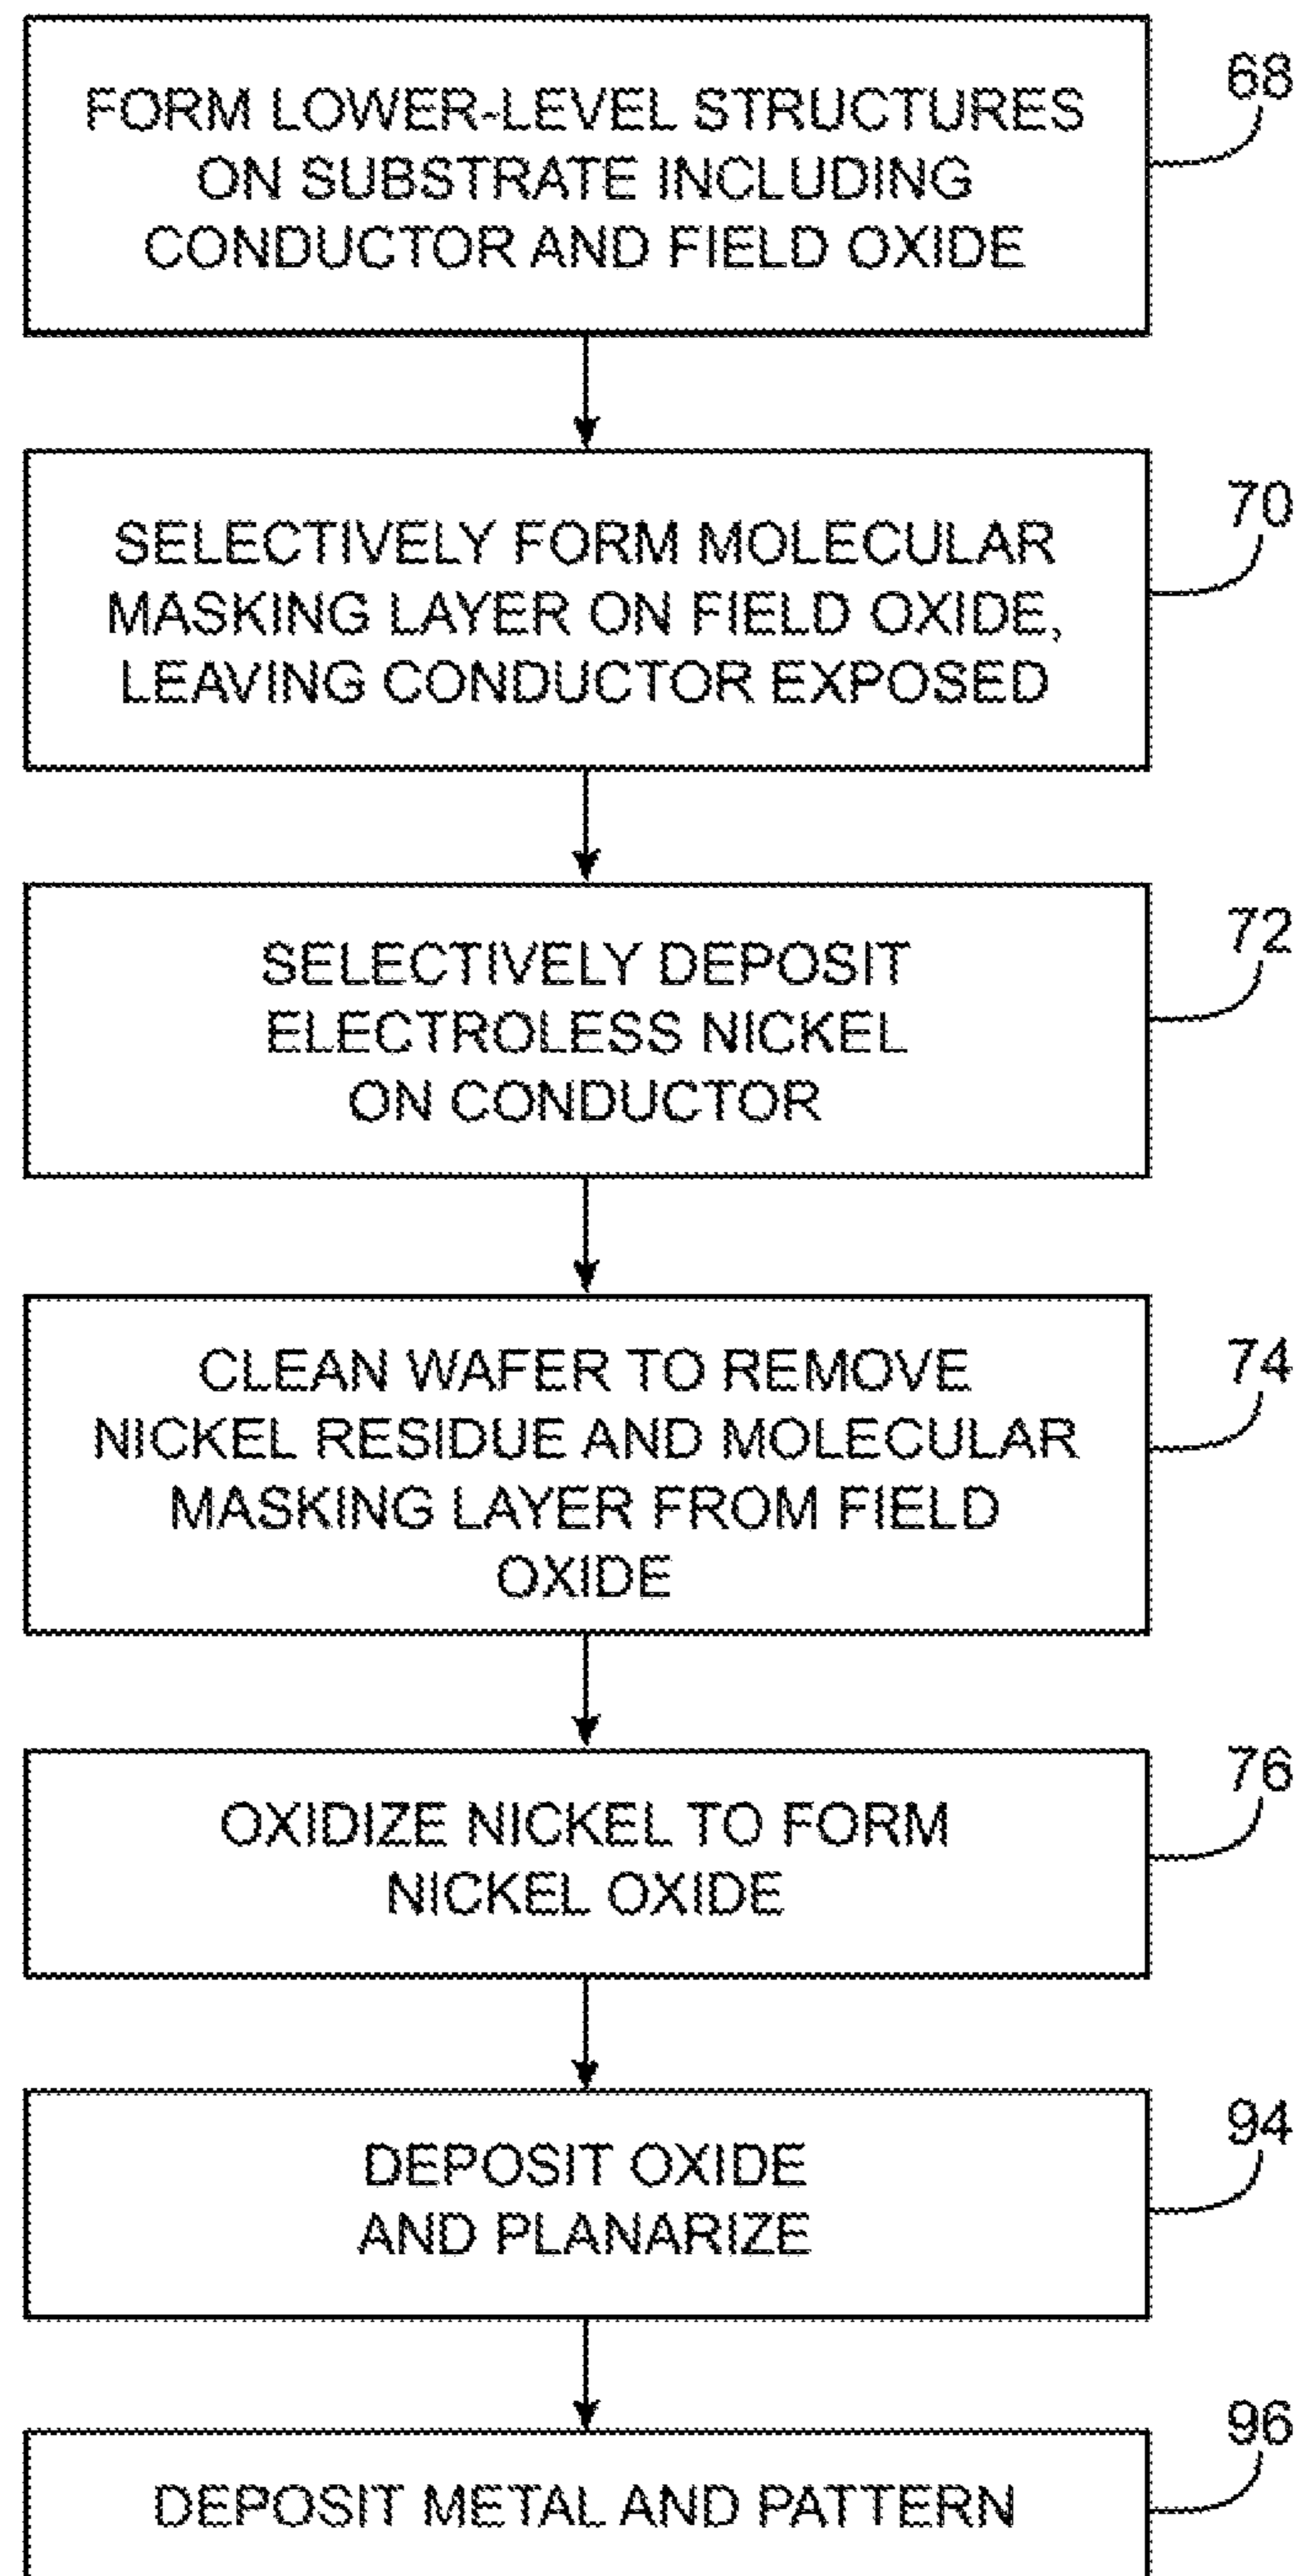 FORM LOWER-LEVEL STRUCTURES
ON SUBSTRATE INCLUDING
CONDUCTOR AND FIELD OXIDE
68
SELECTIVELY FORM MOLECULAR
MASKING LAYER ON FIELD OXIDE,
LEAVING CONDUCTOR EXPOSED
70
SELECTIVELY DEPOSIT
ELECTROLESS NICKEL
ON CONDUCTOR
72
CLEAN WAFER TO REMOVE
NICKEL RESIDUE AND MOLECULAR
MASKING LAYER FROM FIELD
OXIDE
74
OXIDIZE NICKEL TO FORM
NICKEL OXIDE
76
DEPOSIT OXIDE
AND PLANARIZE
94
DEPOSIT METAL AND PATTERN
96